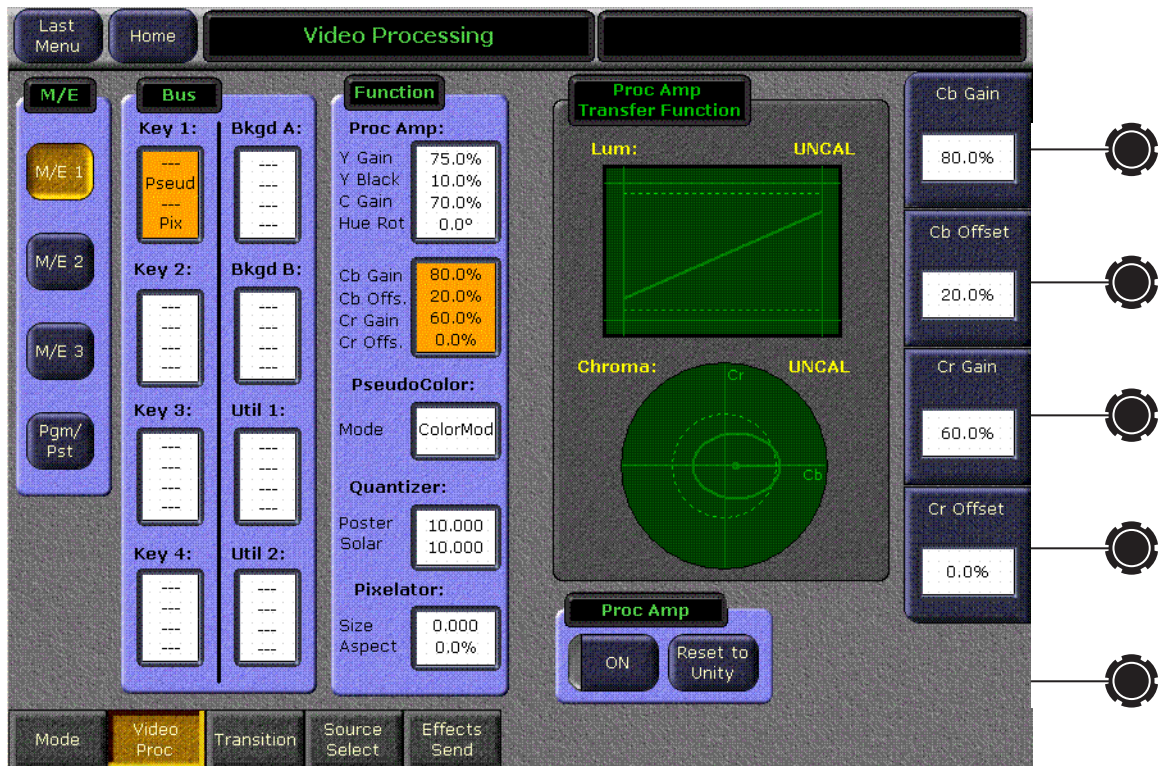 Last
Menu
Home
Video Processing
M/E
M/E 1
M/E 2
M/E 3
Pgm/
Pst
Bus
Key 1:
---
Pseud
---
Pix
Bkgd A:
---
---
---
---
Key 2:
---
---
---
---
Bkgd B:
---
---
---
---
Key 3:
---
---
---
---
Util 1:
---
---
---
---
Key 4:
---
---
---
---
Util 2:
---
---
---
---
Function
Proc Amp:
Y Gain 75.0%
Y Black 10.0%
C Gain 70.0%
Hue Rot 0.0°
Cb Gain 80.0%
Cb Offs. 20.0%
Cr Gain 60.0%
Cr Offs. 0.0%
PseudoColor:
Mode ColorMod
Quantizer:
Poster 10.000
Solar 10.000
Pixelator:
Size 0.000
Aspect 0.0%
Proc Amp
Transfer Function
Lum: UNCAL
Chroma: UNCAL
Cr
Cb
Proc Amp
ON
Reset to
Unity
Cb Gain
80.0%
Cb Offset
20.0%
Cr Gain
60.0%
Cr Offset
0.0%
Mode
Video
Proc
Transition
Source
Select
Effects
Send